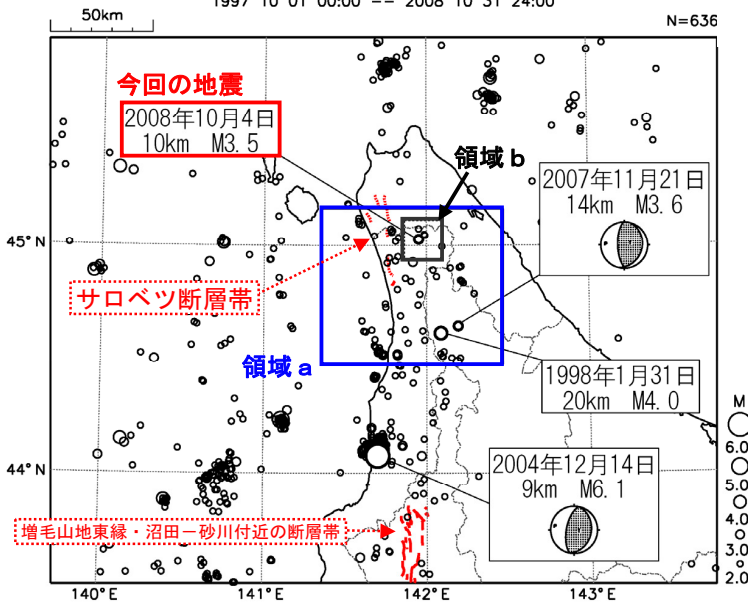 1997 10 01 00:00 -- 2008 10 31 24:00
50km
N=636
今回の地震
2008年10月4日
10km M3.5
領域b
2007年11月21日
14km M3.6
45°N
サロベツ断層帯
領域a
1998年1月31日
20km M4.0
M
6.0
5.0
4.0
3.0
2.0
44°N
2004年12月14日
9km M6.1
増毛山地東縁・沼田－砂川付近の断層帯
140°E
141°E
142°E
143°E